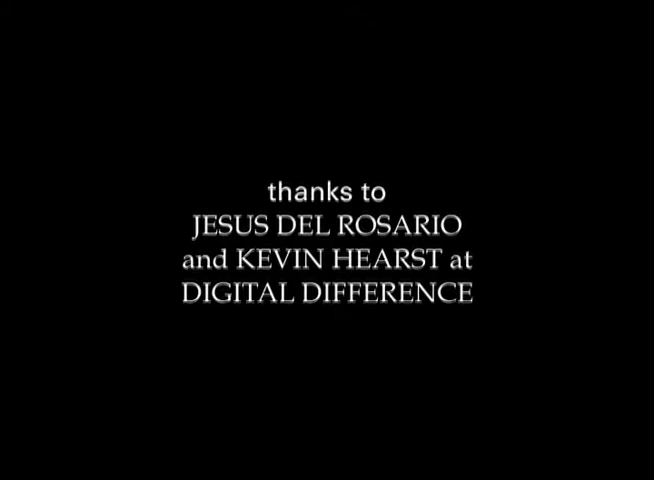 thanks to
JESUS DEL ROSARIO
and KEVIN HEARST at
DIGITAL DIFFERENCE